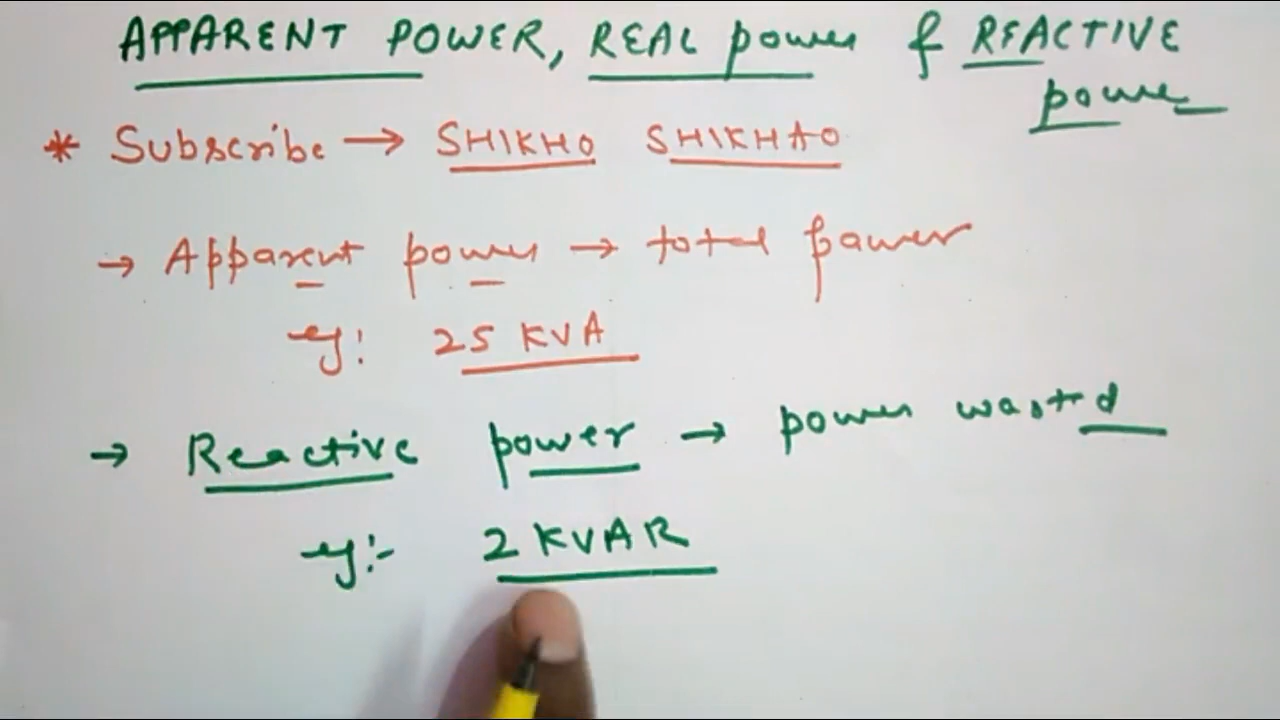 APPARENT POWER, REAL power & REACTIVE
power
* Subscribe → SHIKHO SHIKHAO
→ Apparent power → total power
eg: 25 KVA
→ Reactive power → power wasted
eg:- 2 KVAR